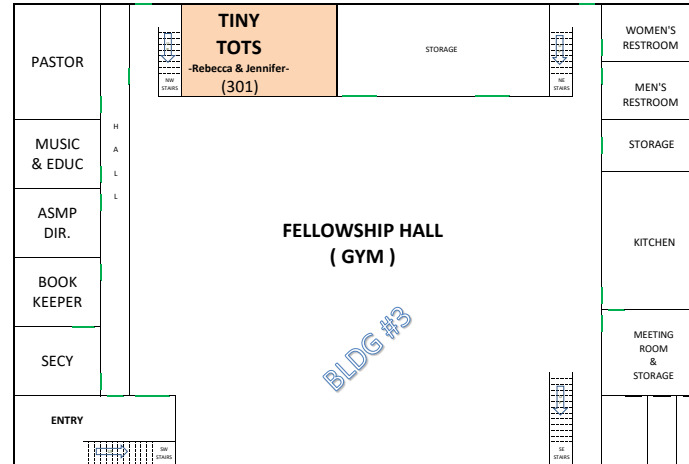 PASTOR
MUSIC
& EDUC
ASMP
DIR.
BOOK
KEEPER
SECY
ENTRY
H
A
L
L
NW
STAIRS
TINY
TOTS
-Rebecca & Jennifer-
(301)
STORAGE
NE
STAIRS
WOMEN'S
RESTROOM
MEN'S
RESTROOM
STORAGE
KITCHEN
MEETING
ROOM
&
STORAGE
FELLOWSHIP HALL
( GYM )
BLDG #3
SW
STAIRS
SE
STAIRS